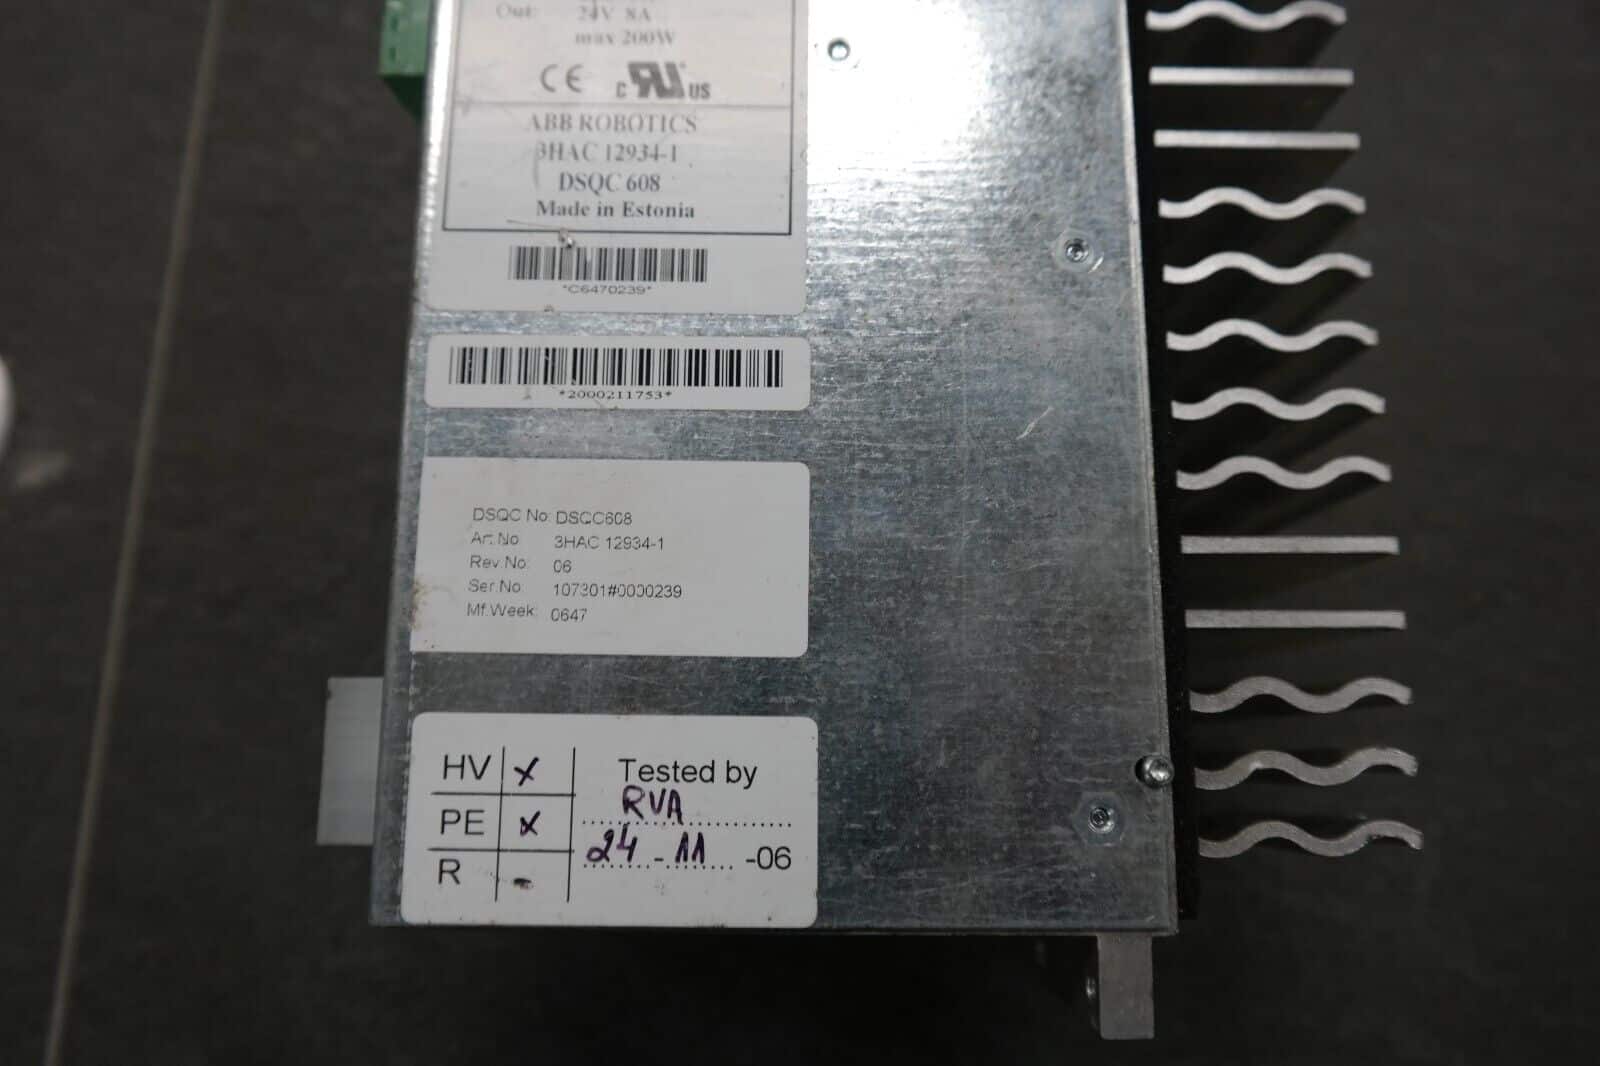 Out: 24V 8A
max 200W
CE c RU US
ABB ROBOTICS
3HAC 12934-1
DSQC 608
Made in Estonia
*C6470239*
*2000211753*
DSQC No: DSQC608
Art.No 3HAC 12934-1
Rev.No: 06
Ser.No: 107301#0000239
Mf.Week: 0647
HV x
PE x
R -
Tested by
RVA
24 - 11 -06